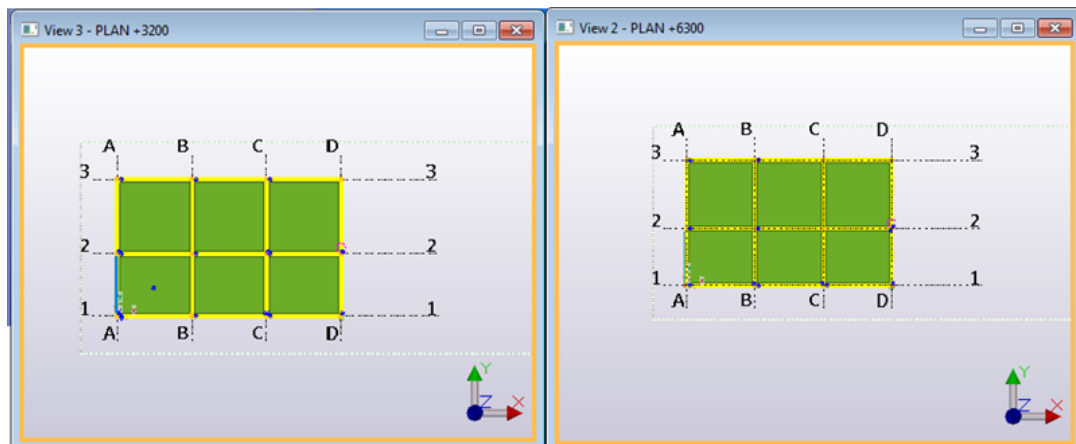 View 3 - PLAN +3200
A B C D
3 3
2 2
1 1
A B C D
Y
Z X
View 2 - PLAN +6300
A B C D
3 3
2 2
1 1
A B C D
Y
Z X